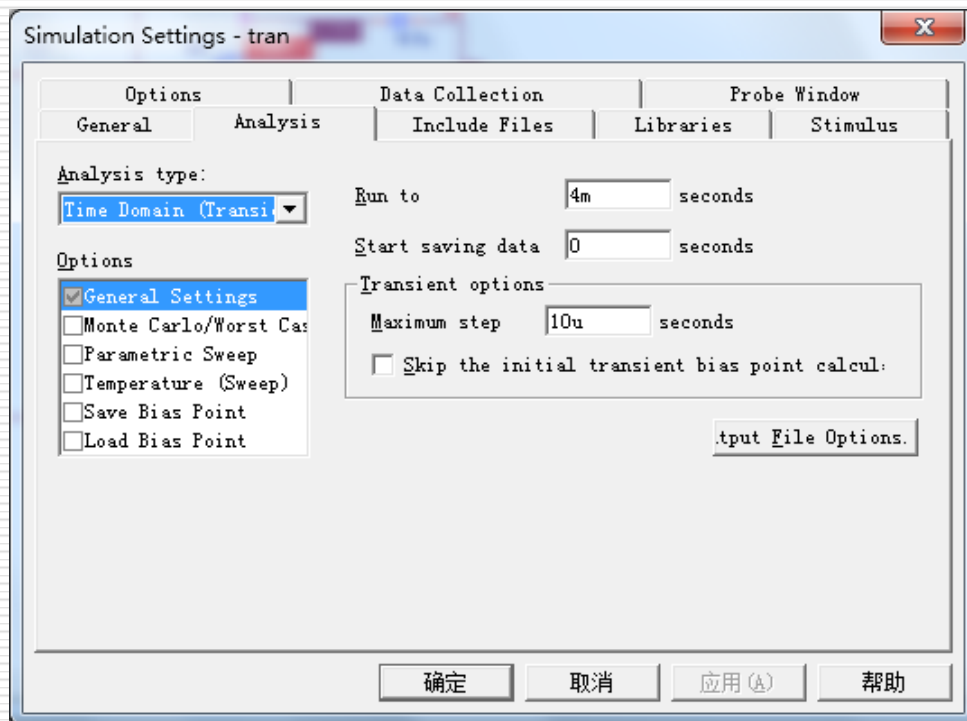 Simulation Settings - tran
Options Data Collection Probe Window
General Analysis Include Files Libraries Stimulus
Analysis type:
Time Domain (Transi
Run to 4m seconds
Start saving data 0 seconds
Options
General Settings
Monte Carlo/Worst Cas
Parametric Sweep
Temperature (Sweep)
Save Bias Point
Load Bias Point
Transient options
Maximum step 10u seconds
Skip the initial transient bias point calcul
.tput File Options.
确定 取消 应用(A) 帮助